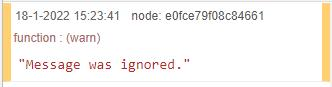 18-1-2022 15:23:41 node: e0fce79f08c84661
function : (warn)
"Message was ignored."